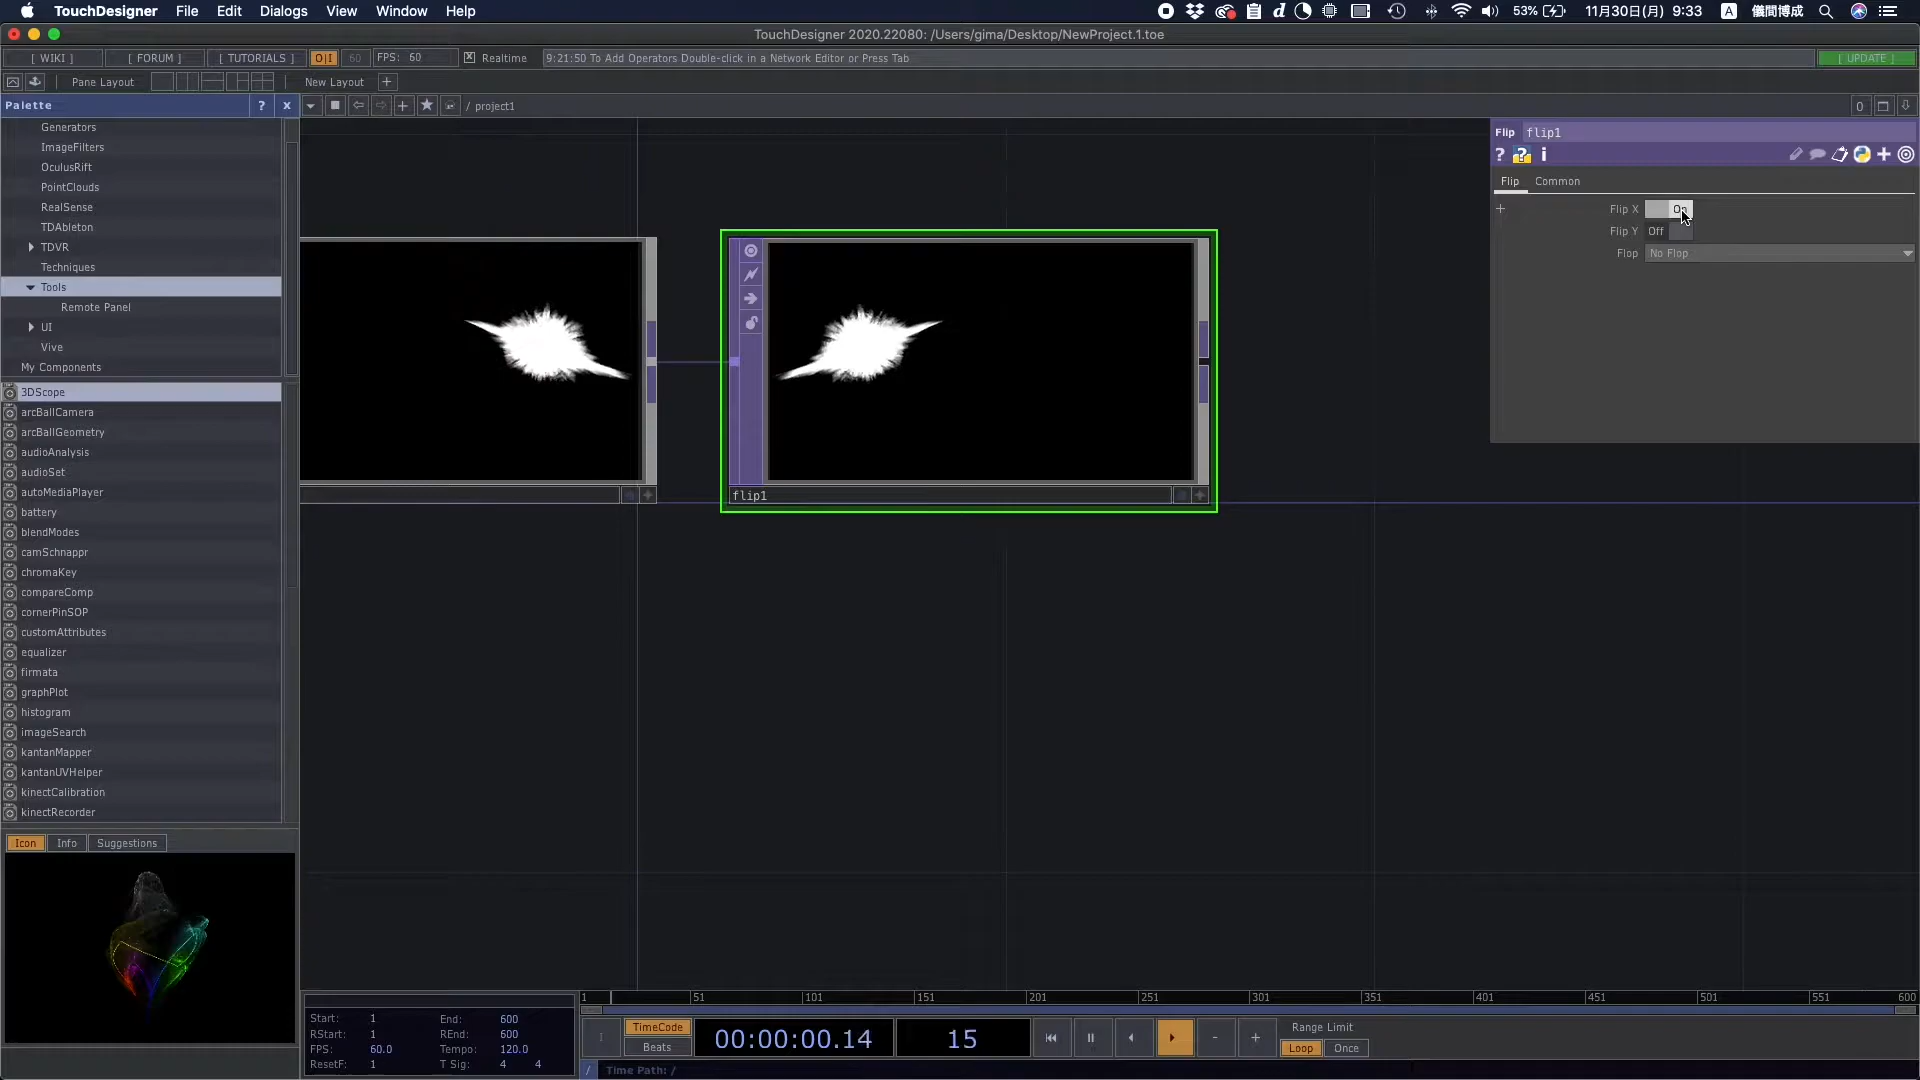 TouchDesigner File Edit Dialogs View Window Help
53% 11月30日(月) 9:33 A 儀間博成
TouchDesigner 2020.22080: /Users/gima/Desktop/NewProject.1.toe
[ WIKI ] [ FORUM ] [ TUTORIALS ] O|I 60 FPS: 60 Realtime 9:21:50 To Add Operators Double-click in a Network Editor or Press Tab [ UPDATE ]
Pane Layout New Layout +
Palette ? x / project1 0
Generators
ImageFilters
OculusRift
PointClouds
RealSense
TDAbleton
TDVR
Techniques
Tools
Remote Panel
UI
Vive
My Components
3DScope
arcBallCamera
arcBallGeometry
audioAnalysis
audioSet
autoMediaPlayer
battery
blendModes
camSchnappr
chromaKey
compareComp
cornerPinSOP
customAttributes
equalizer
firmata
graphPlot
histogram
imageSearch
kantanMapper
kantanUVHelper
kinectCalibration
kinectRecorder
Icon Info Suggestions
flip1
Flip flip1
? ? i
Flip Common
Flip X On
Flip Y Off
Flop No Flop
1 51 101 151 201 251 301 351 401 451 501 551 600
Start: 1 End: 600
RStart: 1 REnd: 600
FPS: 60.0 Tempo: 120.0
ResetF: 1 T Sig: 4 4
TimeCode
Beats
00:00:00.14 15
- +
Range Limit
Loop Once
/ Time Path: /